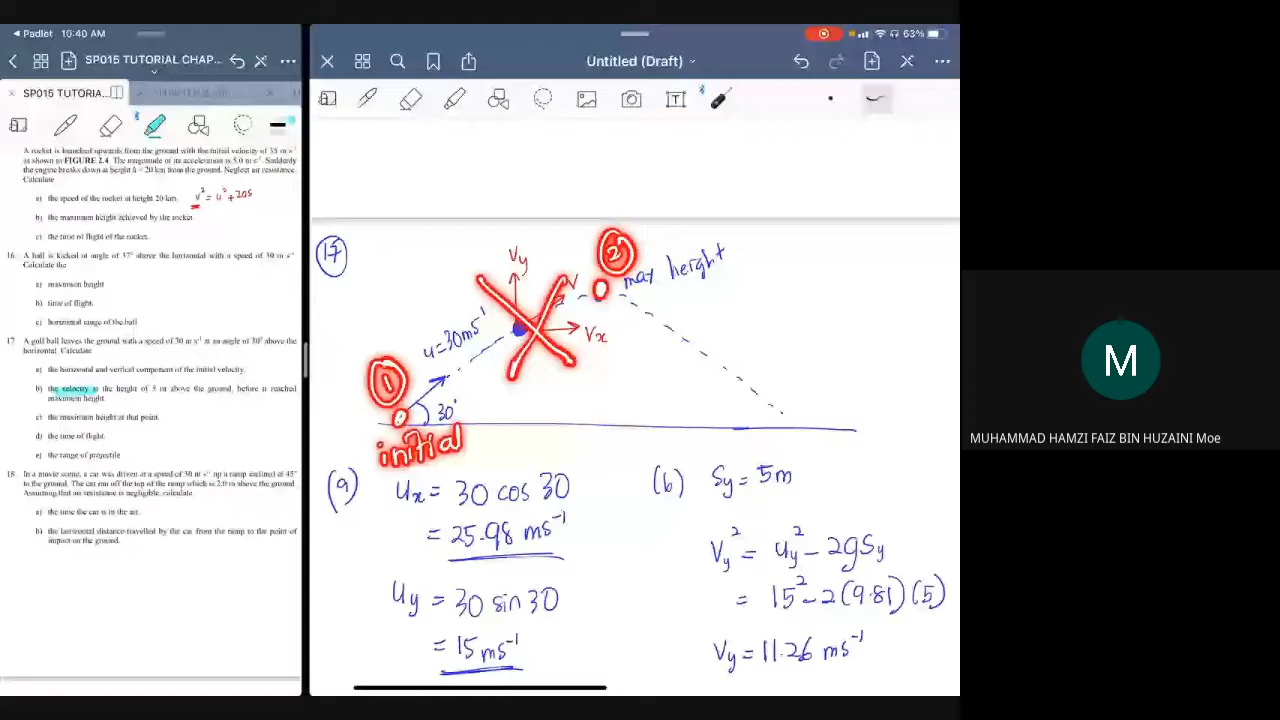 Padlet 10:40 AM
63%
SP015 TUTORIAL CHAP...
Untitled (Draft)
SP015 TUTORIA...
A rocket is launched upwards from the ground with the initial velocity of 35 m s⁻¹
as shown in FIGURE 2.4. The magnitude of its acceleration is 5.0 m s⁻². Suddenly
the engine breaks down at height h = 20 km from the ground. Neglect air resistance.
Calculate
a) the speed of the rocket at height 20 km.
v² = u² + 2as
b) the maximum height achieved by the rocket.
c) the time of flight of the rocket.
16 A ball is kicked at angle of 37° above the horizontal with a speed of 30 m s⁻¹
Calculate the
a) maximum height
b) time of flight.
c) horizontal range of the ball
17 A golf ball leaves the ground with a speed of 30 m s⁻¹ at an angle of 30° above the
horizontal. Calculate
a) the horizontal and vertical component of the initial velocity.
b) the velocity at the height of 5 m above the ground, before it reached
maximum height.
c) the maximum height at that point.
d) the time of flight.
e) the range of projectile
18 In a movie scene, a car was driven at a speed of 30 m s⁻¹ up a ramp inclined at 45°
to the ground. The car run off the top of the ramp which is 2.0 m above the ground.
Assuming that air resistance is negligible, calculate
a) the time the car is in the air.
b) the horizontal distance travelled by the car from the ramp to the point of
impact on the ground.
17
Vy
V
Vx
2
max height
u=30ms⁻¹
1
30°
initial
(a) Ux = 30 cos 30
= 25.98 ms⁻¹
Uy = 30 sin 30
= 15 ms⁻¹
(b) Sy = 5m
Vy² = Uy² - 2gSy
= 15² - 2(9.81)(5)
Vy = 11.26 ms⁻¹
M
MUHAMMAD HAMZI FAIZ BIN HUZAINI Moe